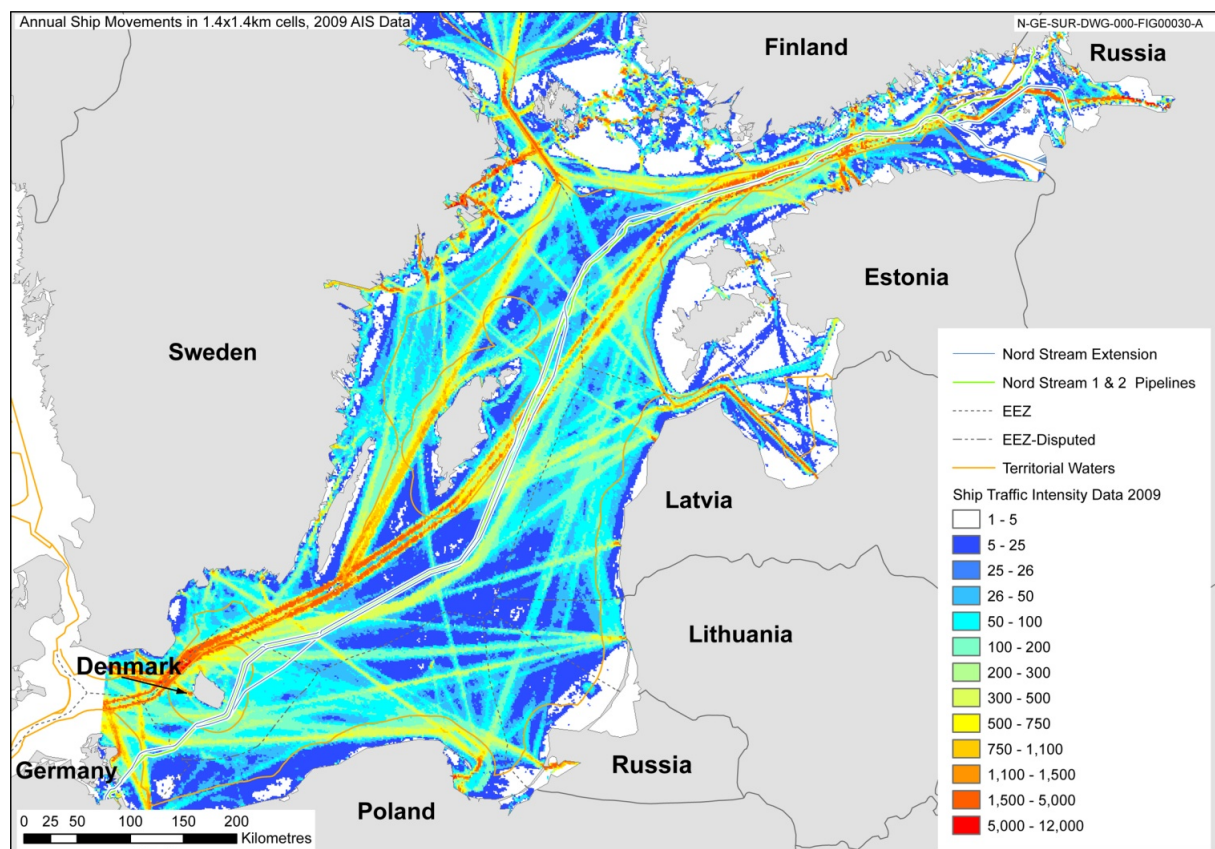 Annual Ship Movements in 1.4x1.4km cells, 2009 AIS Data
N-GE-SUR-DWG-000-FIG00030-A
Finland
Russia
Estonia
Sweden
Latvia
Lithuania
Denmark
Germany
Russia
Poland
Nord Stream Extension
Nord Stream 1 & 2 Pipelines
EEZ
EEZ-Disputed
Territorial Waters
Ship Traffic Intensity Data 2009
1 - 5
5 - 25
25 - 26
26 - 50
50 - 100
100 - 200
200 - 300
300 - 500
500 - 750
750 - 1,100
1,100 - 1,500
1,500 - 5,000
5,000 - 12,000
0 25 50 100 150 200
Kilometres